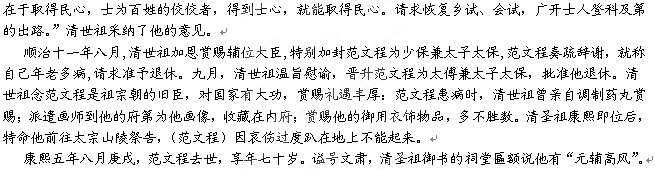 在于取得民心，士为百姓的佼佼者，得到士心，就能取得民心。请求恢复乡试、会试，广开士人登科及第
的出路。”清世祖采纳了他的意见。
顺治十一年八月,清世祖加恩赏赐辅位大臣,特别加封范文程为少保兼太子太保,范文程奏疏辞谢，就称
自己年老多病,请求准予退休。九月，清世祖温旨慰谕，晋升范文程为太傅兼太子太保，批准他退休。清
世祖念范文程是祖宗朝的旧臣，对国家有大功，赏赐礼遇丰厚：范文程患病时，清世祖曾亲自调制药丸赏
赐；派遣画师到他的府第为他画像，收藏在内府；赏赐他的御用衣饰物品，多不胜数。清圣祖康熙即位后，
特命他前往太宗山陵祭告，（范文程）因哀伤过度趴在地上不能起来。
康熙五年八月庚戌，范文程去世，享年七十岁。谥号文肃，清圣祖御书的祠堂匾额说他有“元辅高风”。